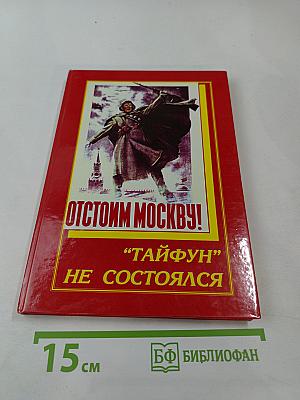 ОТСТОИМ МОСКВУ!
"ТАЙФУН"
НЕ СОСТОЯЛСЯ
15 см
БФ БИБЛИОФАН